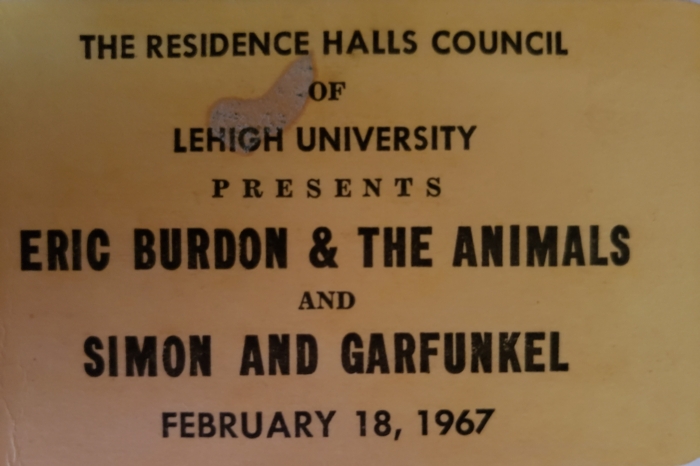 THE RESIDENCE HALLS COUNCIL
OF
LEHIGH UNIVERSITY
PRESENTS
ERIC BURDON & THE ANIMALS
AND
SIMON AND GARFUNKEL
FEBRUARY 18, 1967